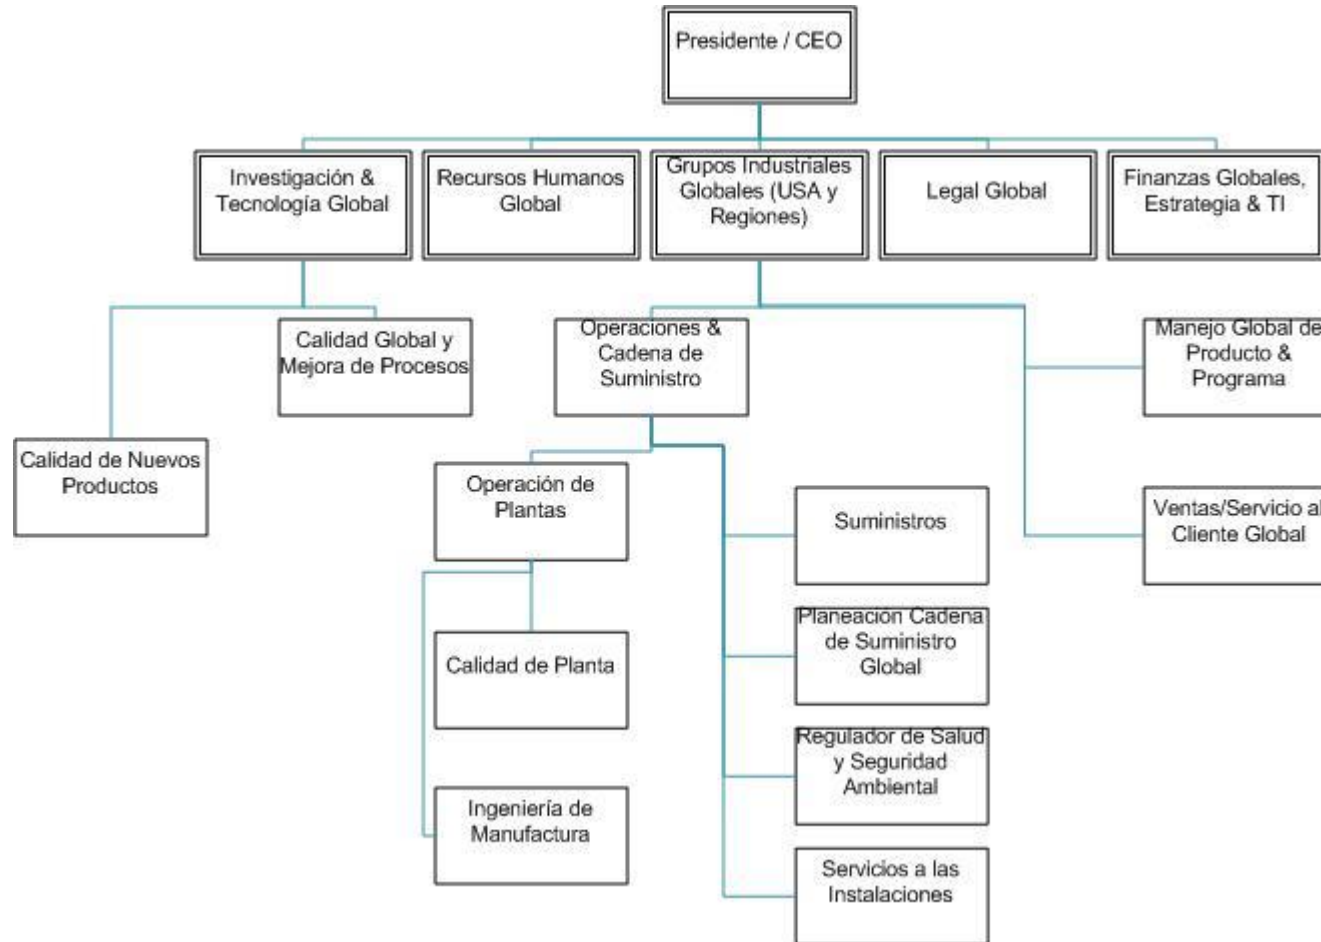 Presidente / CEO
Investigación &
Tecnología Global
Recursos Humanos
Global
Grupos Industriales
Globales (USA y
Regiones)
Legal Global
Finanzas Globales,
Estrategia & TI
Calidad Global y
Mejora de Procesos
Operaciones &
Cadena de
Suministro
Manejo Global de
Producto &
Programa
Calidad de Nuevos
Productos
Operación de
Plantas
Suministros
Ventas/Servicio al
Cliente Global
Planeación Cadena
de Suministro
Global
Calidad de Planta
Regulador de Salud
y Seguridad
Ambiental
Ingeniería de
Manufactura
Servicios a las
Instalaciones